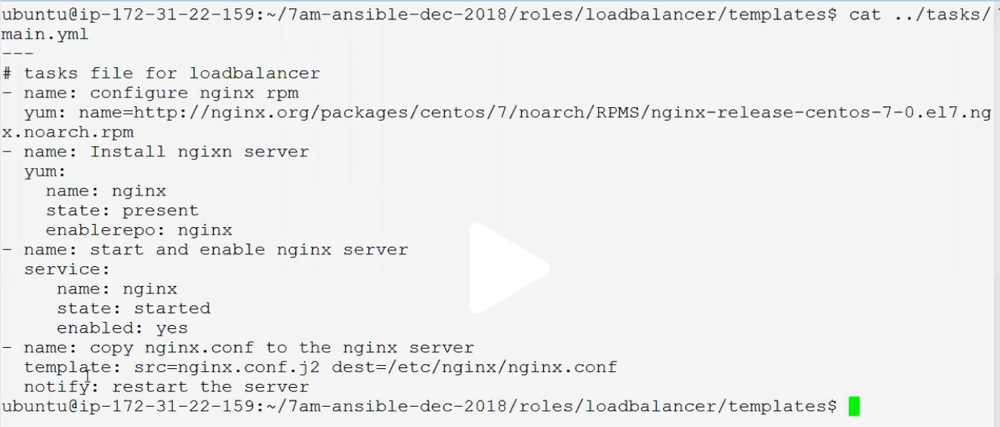 ubuntu@ip-172-31-22-159:~/7am-ansible-dec-2018/roles/loadbalancer/templates$ cat ../tasks/
main.yml
---
# tasks file for loadbalancer
- name: configure nginx rpm
  yum: name=http://nginx.org/packages/centos/7/noarch/RPMS/nginx-release-centos-7-0.el7.ng
x.noarch.rpm
- name: Install ngixn server
  yum:
    name: nginx
    state: present
    enablerepo: nginx
- name: start and enable nginx server
  service:
     name: nginx
     state: started
     enabled: yes
- name: copy nginx.conf to the nginx server
  template: src=nginx.conf.j2 dest=/etc/nginx/nginx.conf
  notify: restart the server
ubuntu@ip-172-31-22-159:~/7am-ansible-dec-2018/roles/loadbalancer/templates$